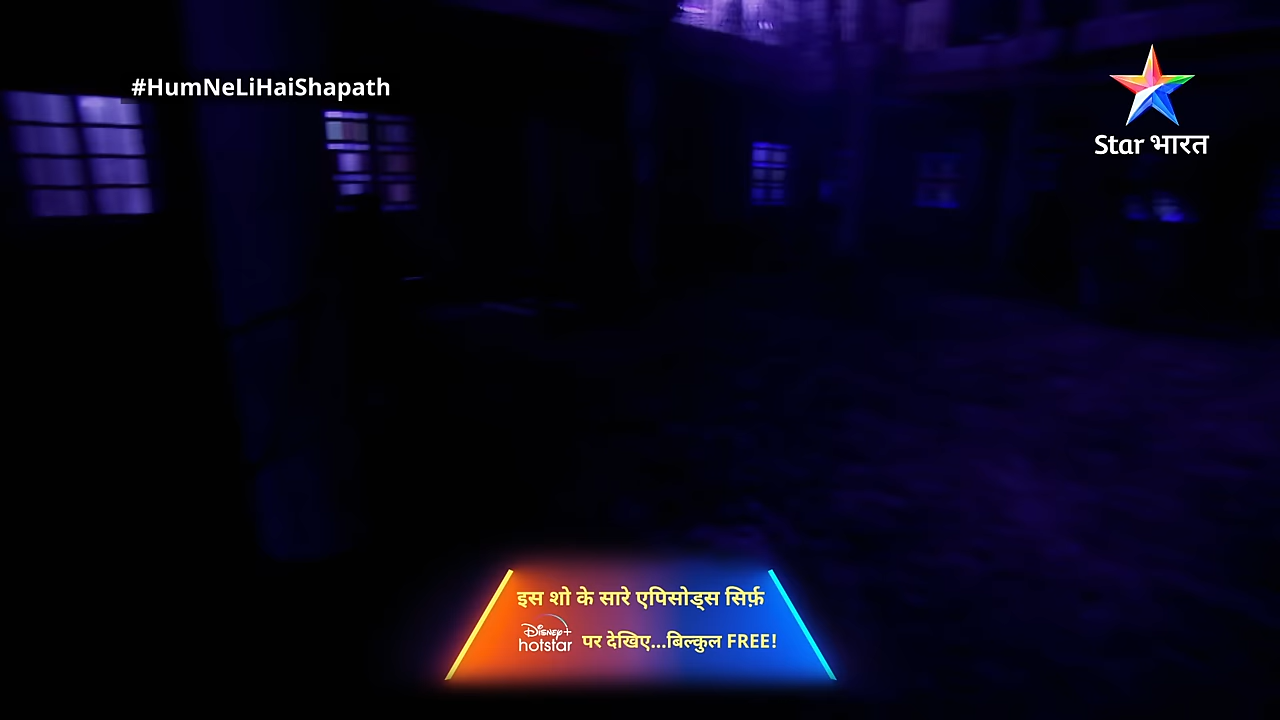 #HumNeLiHaiShapath
Star भारत
इस शो के सारे एपिसोड्स सिर्फ़
Disney+ hotstar पर देखिए...बिल्कुल FREE!